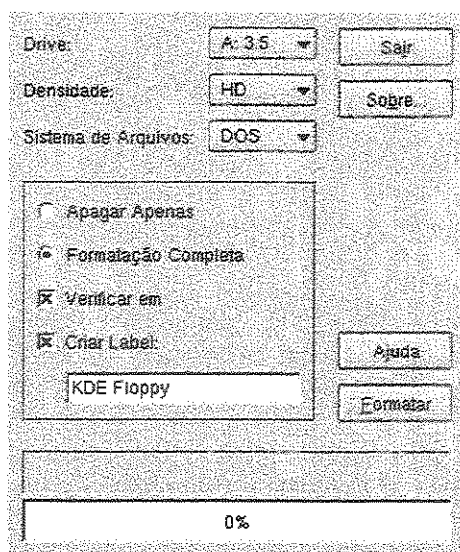 Drive: A: 3.5 Sair
Densidade: HD Sobre...
Sistema de Arquivos: DOS
Apagar Apenas
Formatação Completa
Verificar em
Criar Label:
Ajuda
KDE Floppy
Formatar
0%